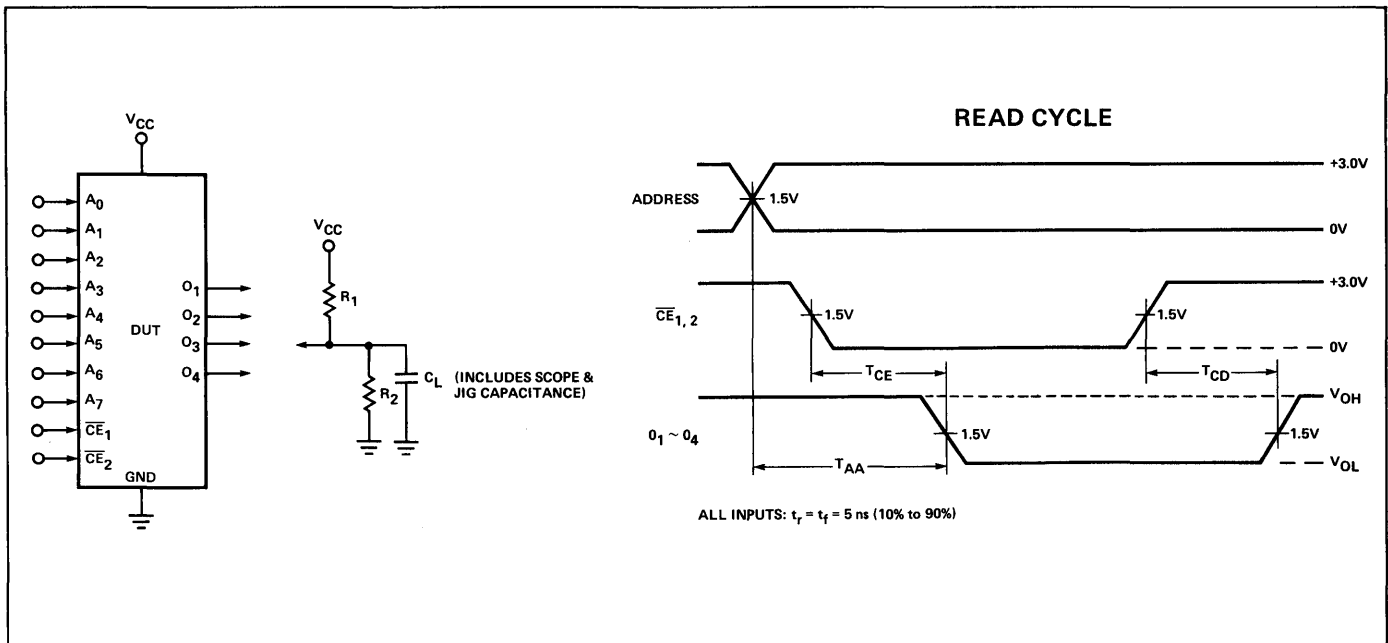 V_CC
A_0
A_1
A_2
A_3
A_4
A_5
A_6
A_7
C̅E̅_1
C̅E̅_2
DUT
O_1
O_2
O_3
O_4
GND
V_CC
R_1
R_2
C_L (INCLUDES SCOPE &
JIG CAPACITANCE)
READ CYCLE
ADDRESS
1.5V
+3.0V
0V
C̅E̅_1, 2
1.5V
1.5V
+3.0V
0V
T_CE
T_CD
0_1 ~ 0_4
1.5V
1.5V
V_OH
V_OL
T_AA
ALL INPUTS: t_r = t_f = 5 ns (10% to 90%)